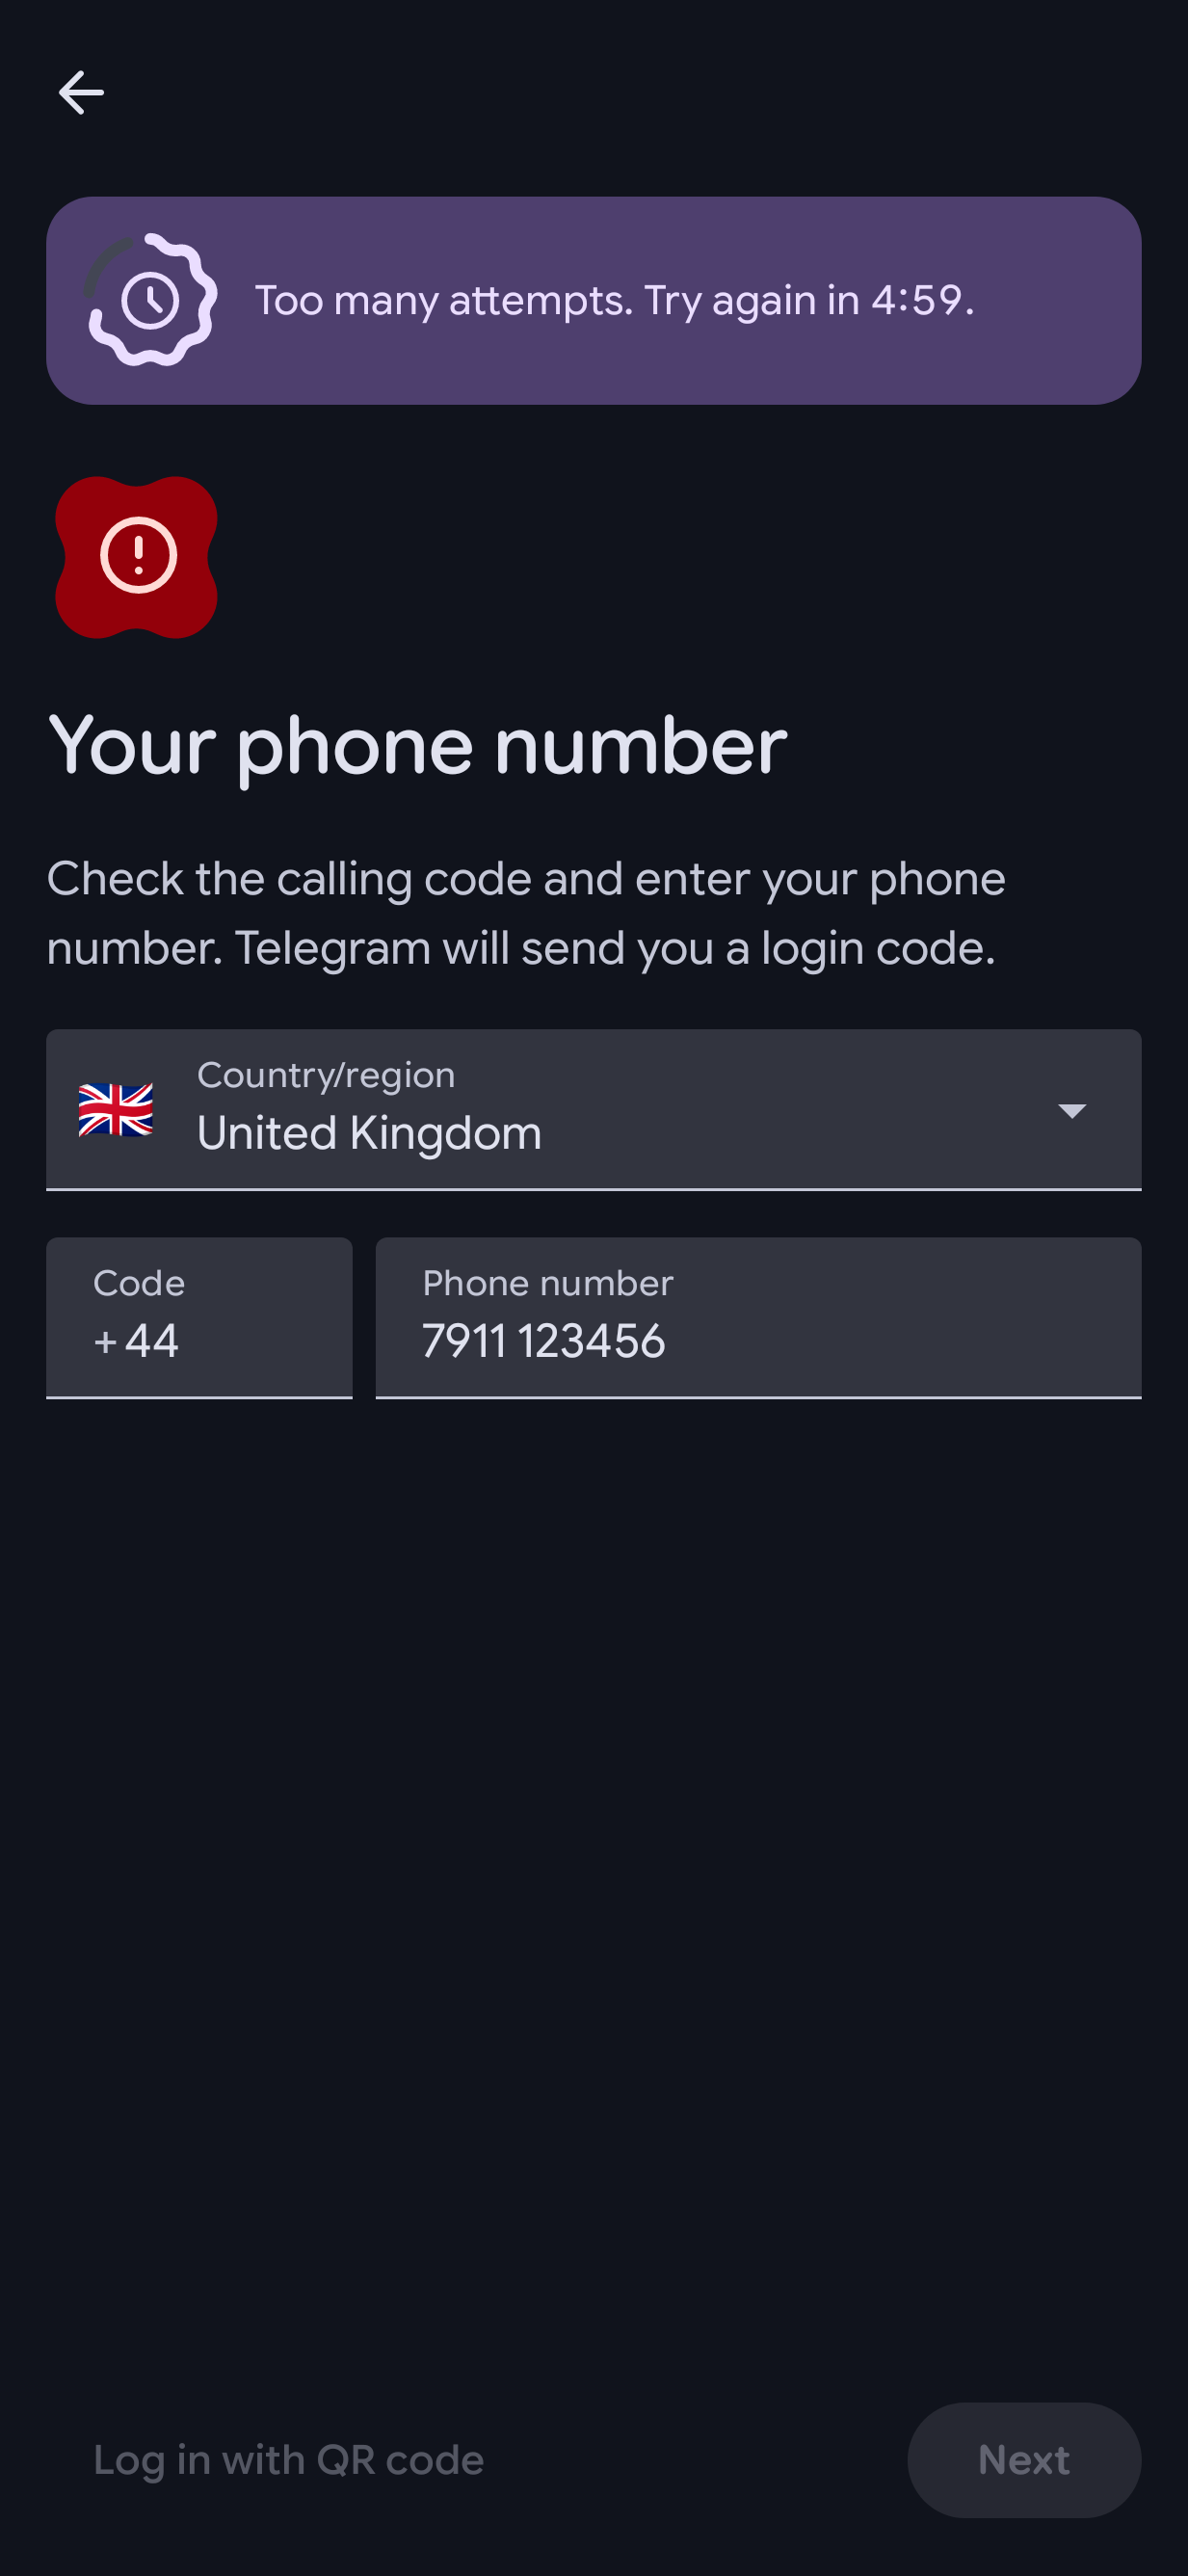 Too many attempts. Try again in 4:59.
Your phone number
Check the calling code and enter your phone
number. Telegram will send you a login code.
Country/region
United Kingdom
Code
+44
Phone number
7911 123456
Log in with QR code
Next